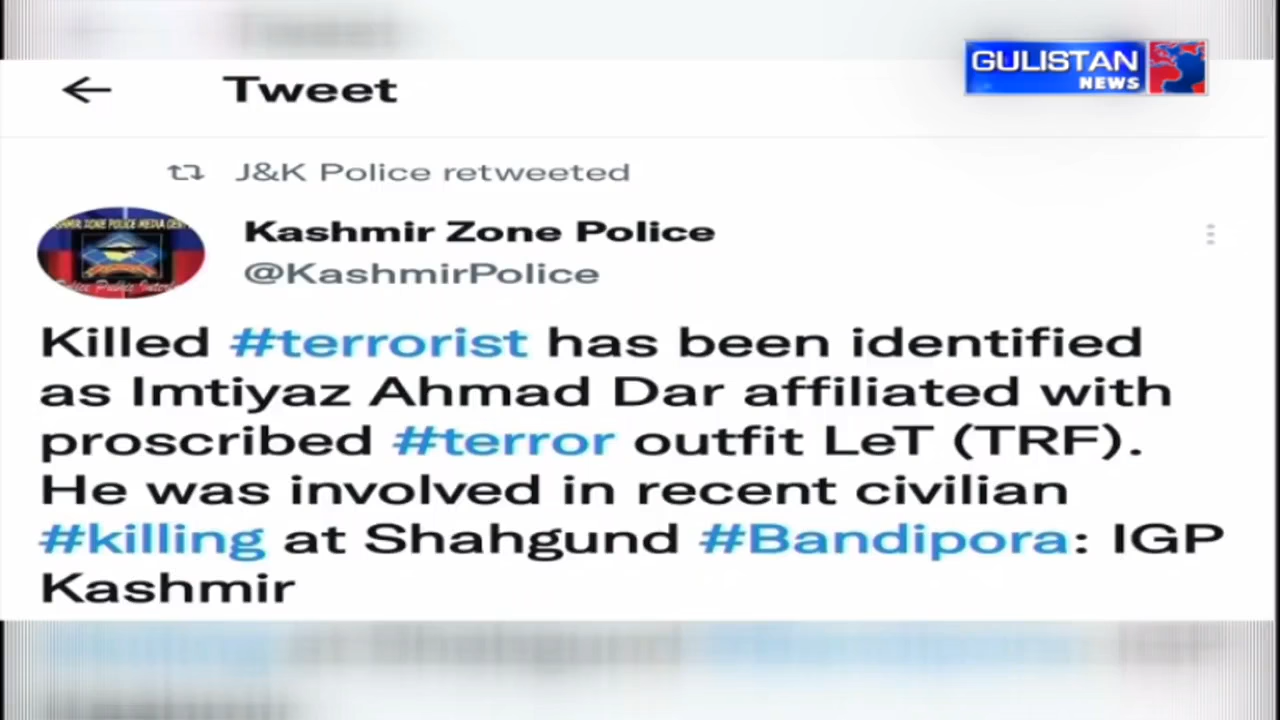 GULISTAN
NEWS
Tweet
J&K Police retweeted
Kashmir Zone Police
@KashmirPolice
Killed #terrorist has been identified
as Imtiyaz Ahmad Dar affiliated with
proscribed #terror outfit LeT (TRF).
He was involved in recent civilian
#killing at Shahgund #Bandipora: IGP
Kashmir